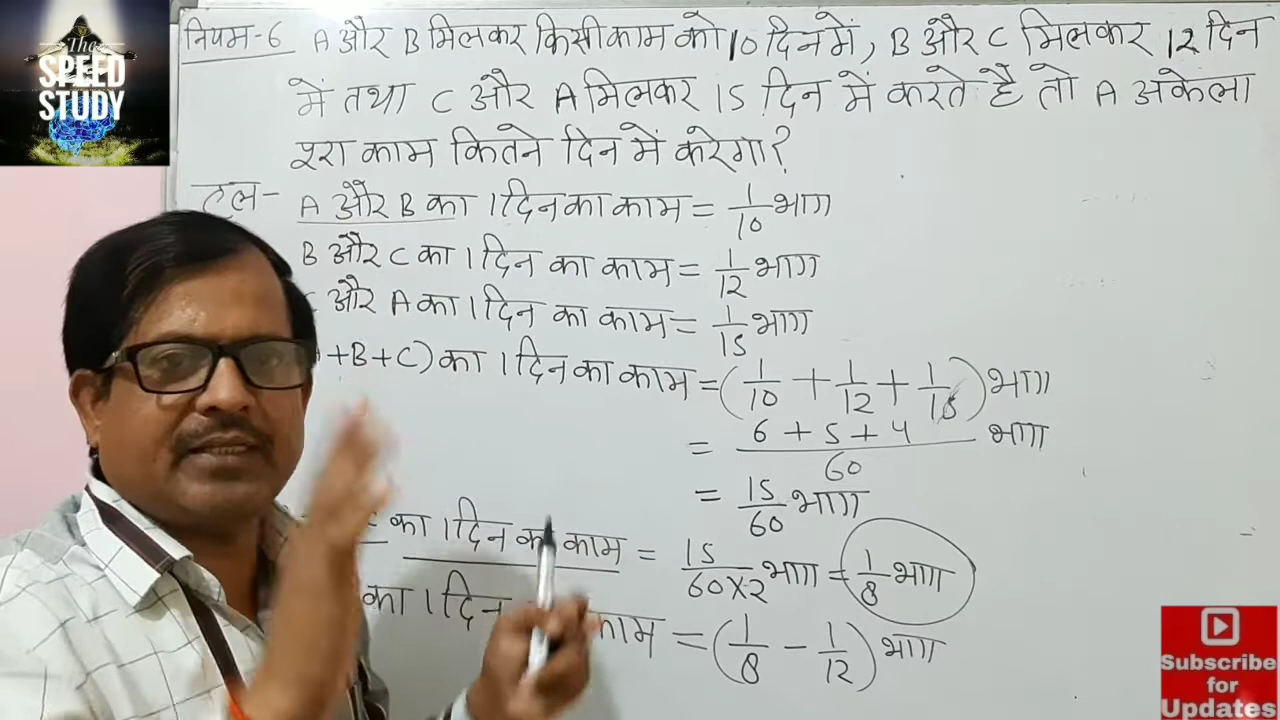 The
SPEED
STUDY
नियम-6 A और B मिलकर किसी काम को 10 दिन में, B और C मिलकर 12 दिन
में तथा C और A मिलकर 15 दिन में करते है तो A अकेला
पूरा काम कितने दिन में करेगा?
हल- A और B का 1 दिन का काम = 1/10 भाग
B और C का 1 दिन का काम = 1/12 भाग
और A का 1 दिन का काम = 1/15 भाग
+B+C) का 1 दिन का काम = (1/10 + 1/12 + 1/15) भाग
= 6+5+4/60 भाग
= 15/60 भाग
का 1 दिन का काम = 15/60×2 भाग = 1/8 भाग
का 1 दिन काम = (1/8 - 1/12) भाग
Subscribe
for
Updates